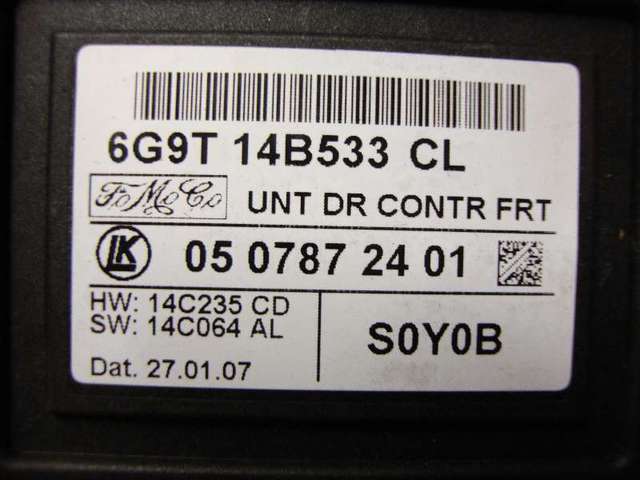 6G9T 14B533 CL
FoMoCo UNT DR CONTR FRT
LK 05 0787 24 01
HW: 14C235 CD
SW: 14C064 AL
S0Y0B
Dat. 27.01.07